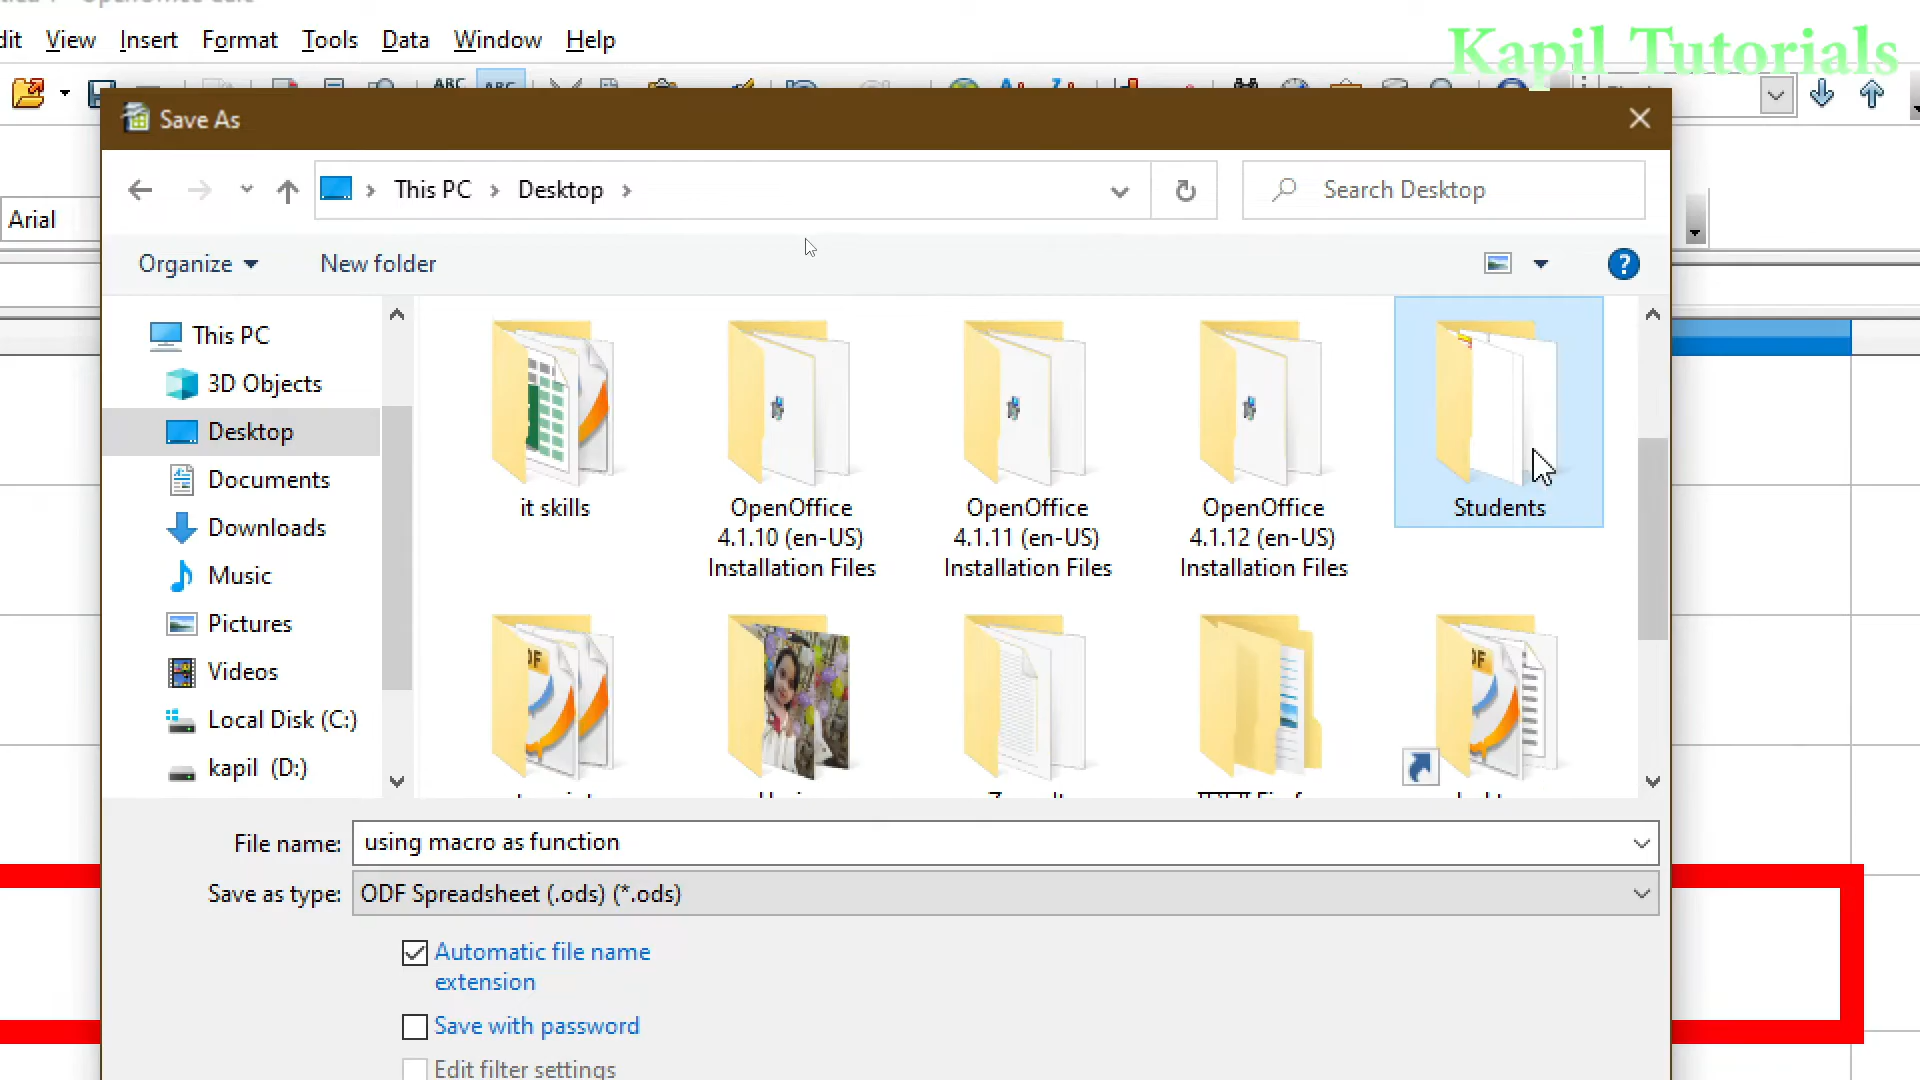 dit View Insert Format Tools Data Window Help
Kapil Tutorials
Save As
Arial
This PC
Desktop
Search Desktop
Organize
New folder
?
This PC
3D Objects
Desktop
Documents
Downloads
Music
Pictures
Videos
Local Disk (C:)
kapil (D:)
it skills
OpenOffice
4.1.10 (en-US)
Installation Files
OpenOffice
4.1.11 (en-US)
Installation Files
OpenOffice
4.1.12 (en-US)
Installation Files
Students
File name: using macro as function
Save as type: ODF Spreadsheet (.ods) (*.ods)
Automatic file name
extension
Save with password
Edit filter settings